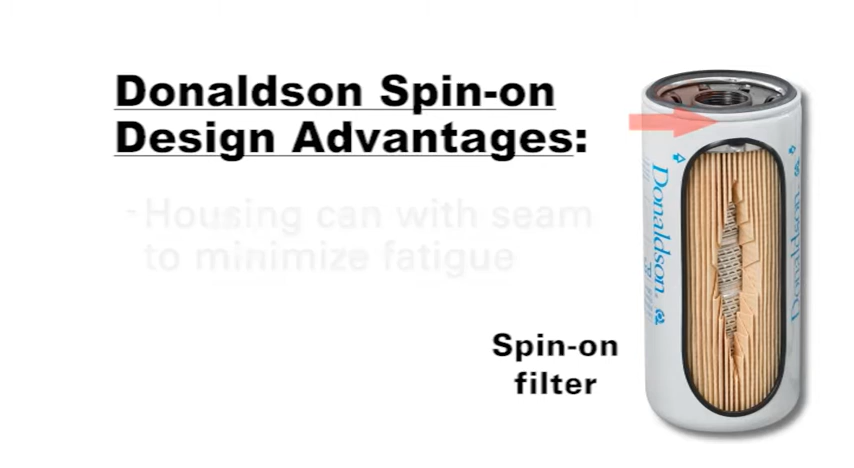 Donaldson Spin-on
Design Advantages:
-Housing can with seam
to minimize fatigue
Spin-on
filter
Donaldson.
Donaldson.